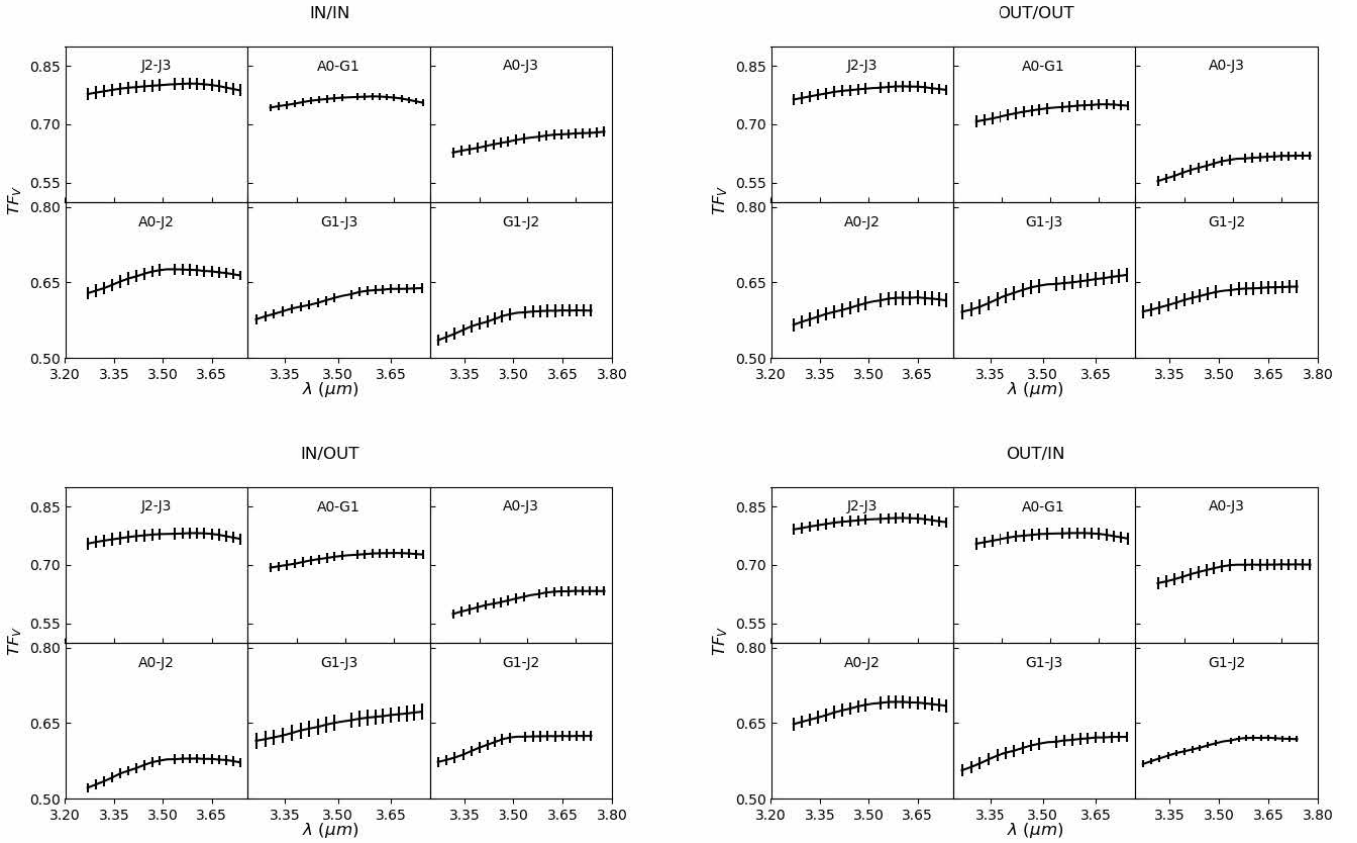 IN/IN
OUT/OUT
0.85
J2-J3
A0-G1
A0-J3
0.70
0.55
0.80
A0-J2
G1-J3
G1-J2
0.65
0.50
TF_V
3.20 3.35 3.50 3.65 3.35 3.50 3.65 3.35 3.50 3.65 3.80
λ (μm)
0.85
J2-J3
A0-G1
A0-J3
0.70
0.55
0.80
A0-J2
G1-J3
G1-J2
0.65
0.50
TF_V
3.20 3.35 3.50 3.65 3.35 3.50 3.65 3.35 3.50 3.65 3.80
λ (μm)
IN/OUT
OUT/IN
0.85
J2-J3
A0-G1
A0-J3
0.70
0.55
0.80
A0-J2
G1-J3
G1-J2
0.65
0.50
TF_V
3.20 3.35 3.50 3.65 3.35 3.50 3.65 3.35 3.50 3.65 3.80
λ (μm)
0.85
J2-J3
A0-G1
A0-J3
0.70
0.55
0.80
A0-J2
G1-J3
G1-J2
0.65
0.50
TF_V
3.20 3.35 3.50 3.65 3.35 3.50 3.65 3.35 3.50 3.65 3.80
λ (μm)